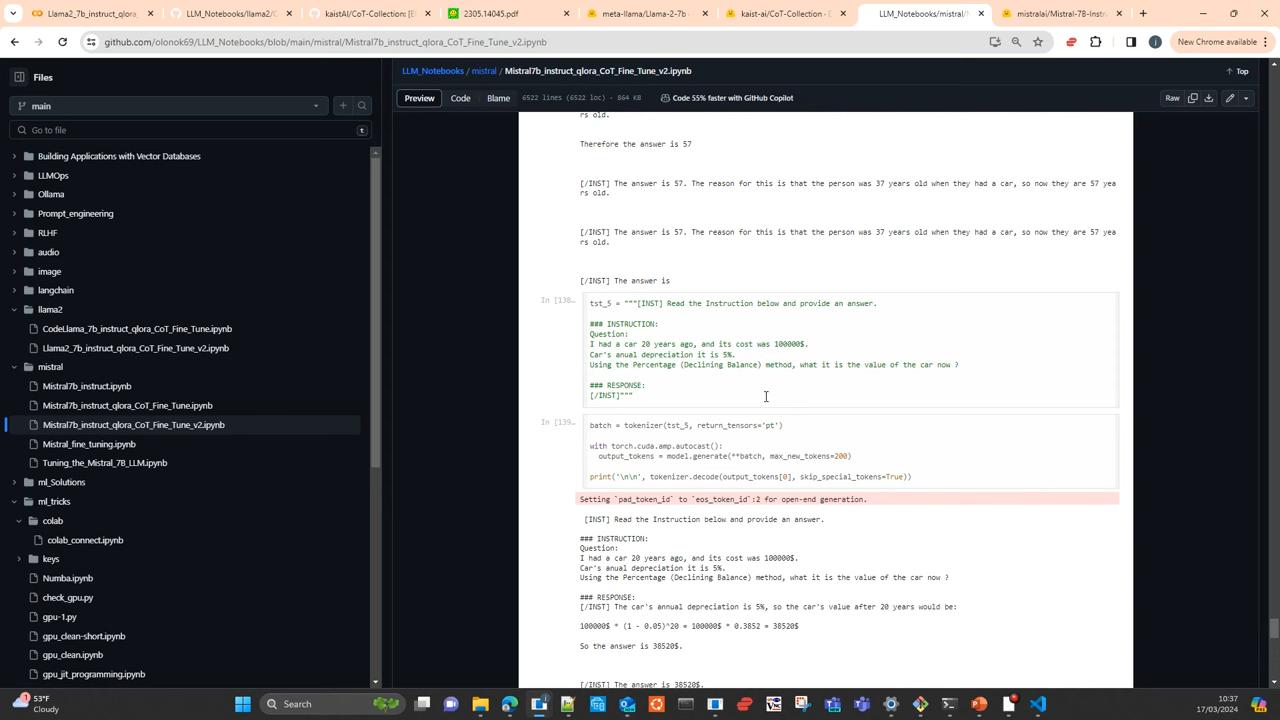 Llama2_7b_instruct_qlora_Co
LLM_Notebooks/llama2/C
kaistAI/CoT-Collection: [EM
2305.14045.pdf
meta-llama/Llama-2-7b -
kaist-ai/CoT-Collection · D
LLM_Notebooks/mistral/M
mistralai/Mistral-7B-Instru
github.com/olonok69/LLM_Notebooks/blob/main/mistral/Mistral7b_instruct_qlora_CoT_Fine_Tune_v2.ipynb
New Chrome available
Files
LLM_Notebooks / mistral / Mistral7b_instruct_qlora_CoT_Fine_Tune_v2.ipynb
Top
main
Preview
Code
Blame
6522 lines (6522 loc) · 864 KB
Code 55% faster with GitHub Copilot
Raw
Go to file
t
Building Applications with Vector Databases
LLMOps
Ollama
Prompt_engineering
RLHF
audio
image
langchain
llama2
CodeLlama_7b_instruct_qlora_CoT_Fine_Tune.ipynb
Llama2_7b_instruct_qlora_CoT_Fine_Tune_v2.ipynb
mistral
Mistral7b_instruct.ipynb
Mistral7b_instruct_qlora_CoT_Fine_Tune.ipynb
Mistral7b_instruct_qlora_CoT_Fine_Tune_v2.ipynb
Mistral_fine_tuning.ipynb
Tuning_the_Mistral_7B_LLM.ipynb
ml_Solutions
ml_tricks
colab
colab_connect.ipynb
keys
Numba.ipynb
check_gpu.py
gpu-1.py
gpu_clean-short.ipynb
gpu_clean.ipynb
gpu_jit_programming.ipynb
rs old.
Therefore the answer is 57
[/INST] The answer is 57. The reason for this is that the person was 37 years old when they had a car, so now they are 57 yea
rs old.
[/INST] The answer is 57. The reason for this is that the person was 37 years old when they had a car, so now they are 57 yea
rs old.
[/INST] The answer is
In [138…
tst_5 = """[INST] Read the Instruction below and provide an answer.
### INSTRUCTION:
Question:
I had a car 20 years ago, and its cost was 100000$.
Car's anual depreciation it is 5%.
Using the Percentage (Declining Balance) method, what it is the value of the car now ?
### RESPONSE:
[/INST]"""
In [139…
batch = tokenizer(tst_5, return_tensors='pt')
with torch.cuda.amp.autocast():
output_tokens = model.generate(**batch, max_new_tokens=200)
print('\n\n', tokenizer.decode(output_tokens[0], skip_special_tokens=True))
Setting `pad_token_id` to `eos_token_id`:2 for open-end generation.
[INST] Read the Instruction below and provide an answer.
### INSTRUCTION:
Question:
I had a car 20 years ago, and its cost was 100000$.
Car's anual depreciation it is 5%.
Using the Percentage (Declining Balance) method, what it is the value of the car now ?
### RESPONSE:
[/INST] The car's annual depreciation is 5%, so the car's value after 20 years would be:
100000$ * (1 - 0.05)^20 = 100000$ * 0.3852 = 38520$
So the answer is 38520$.
[/INST] The answer is 38520$.
53°F
Cloudy
Search
10:37
17/03/2024